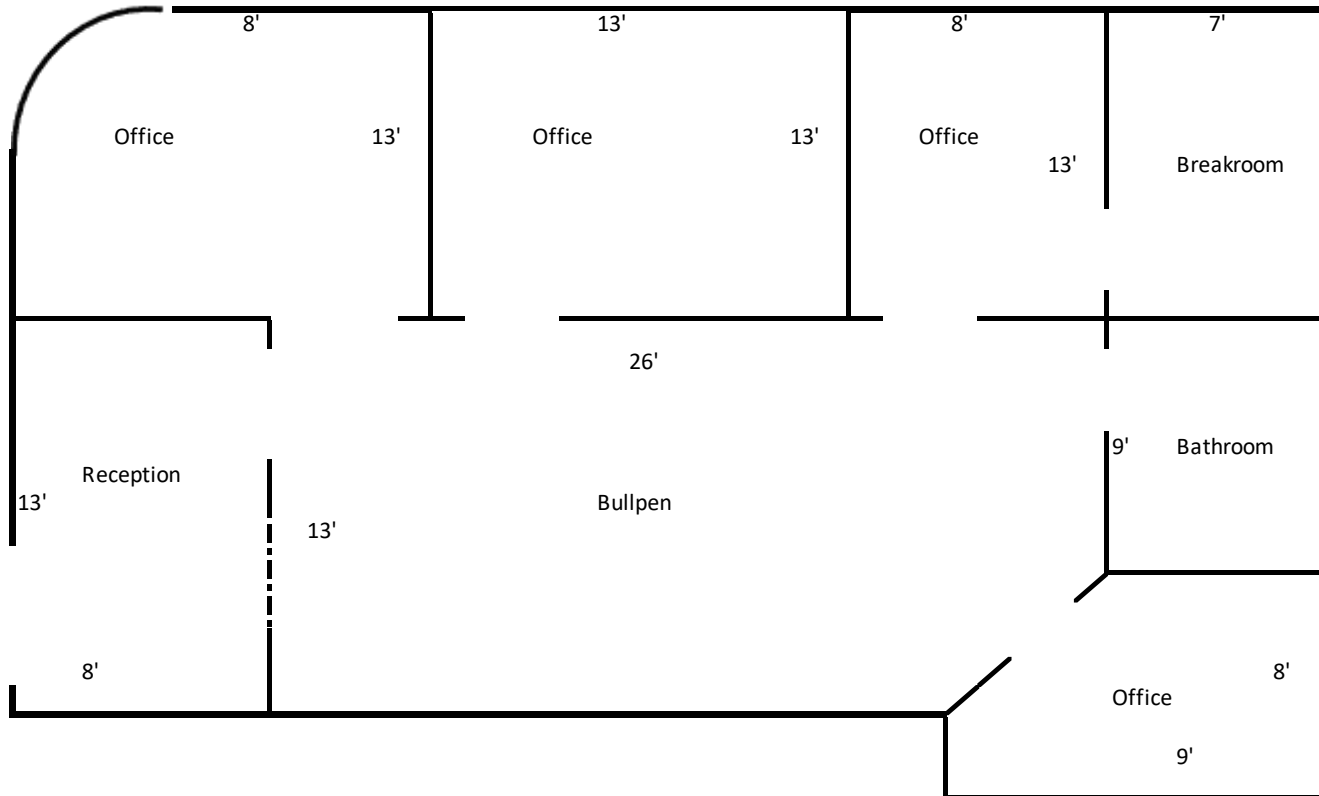 8'
13'
8'
7'
Office
13'
Office
13'
Office
13'
Breakroom
26'
Reception
13'
13'
Bullpen
9'
Bathroom
8'
8'
Office
9'